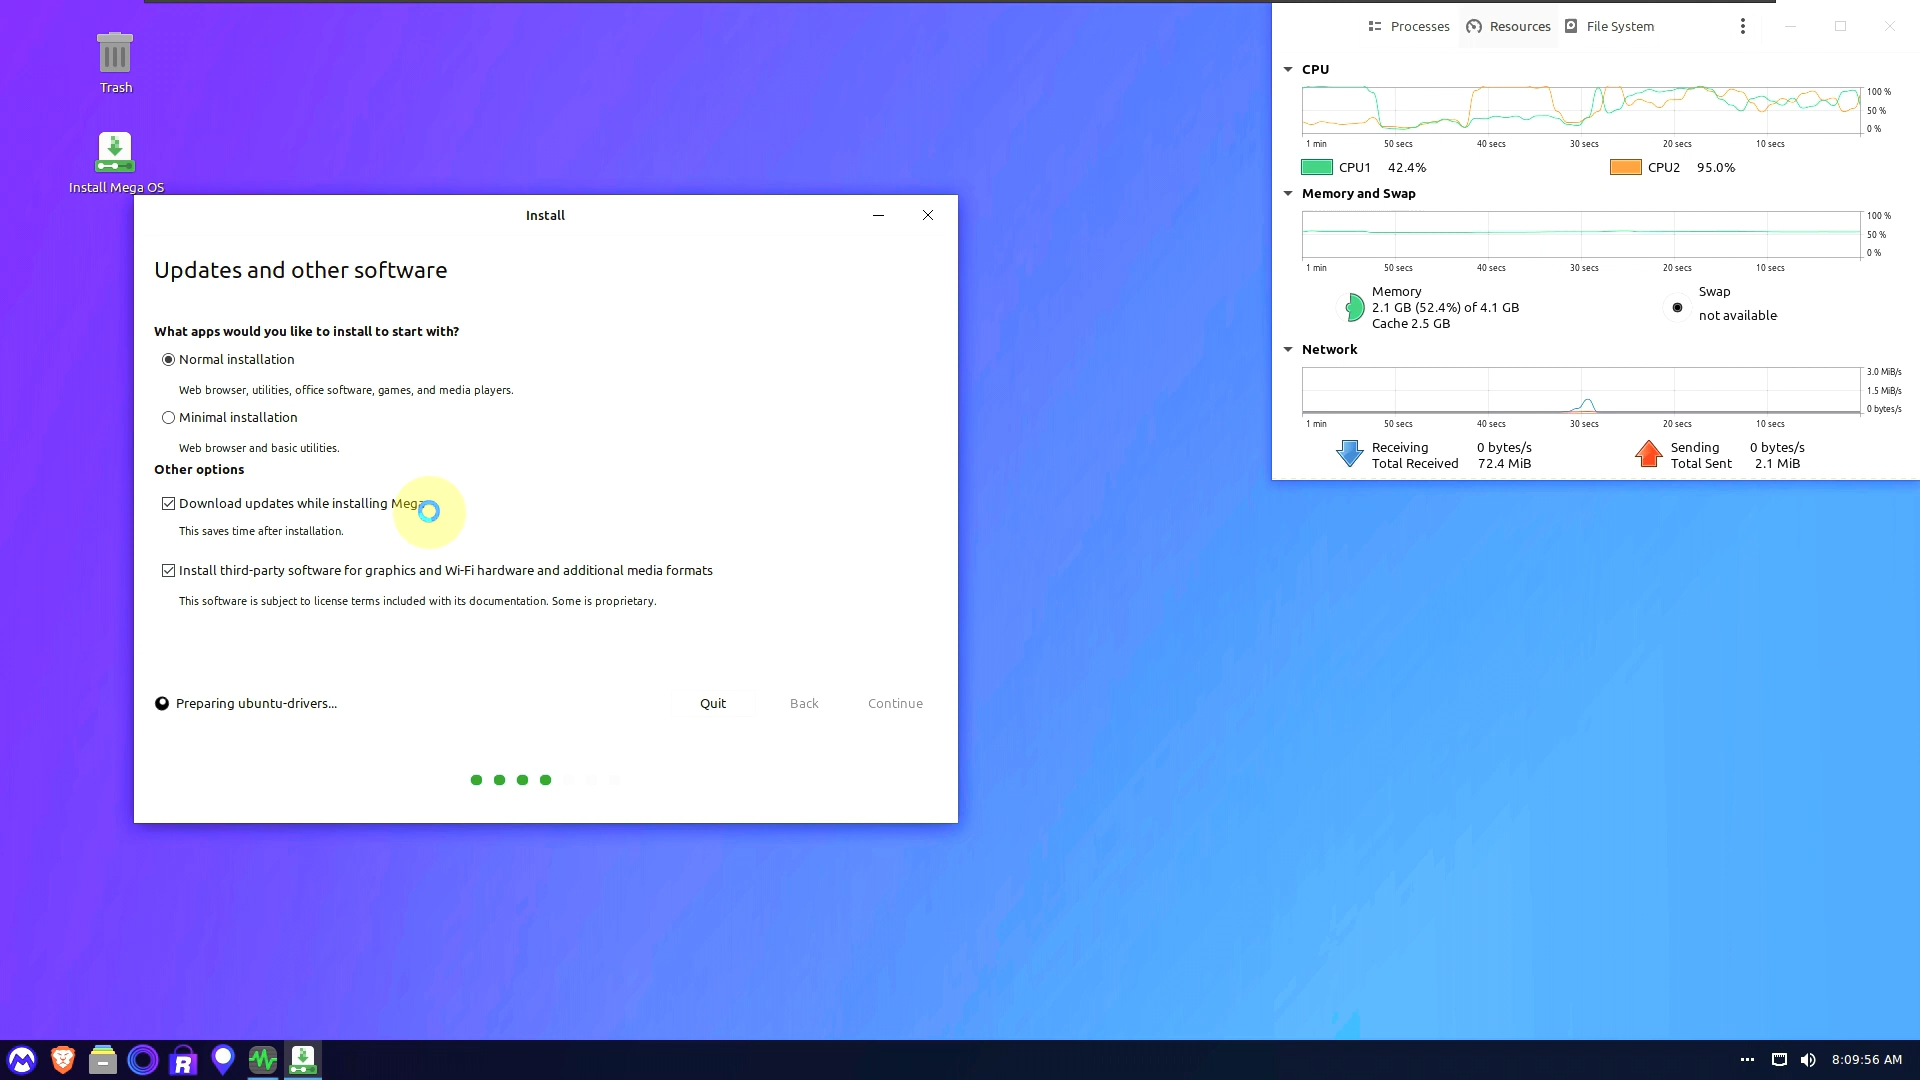 Trash
Install Mega OS
Install
Updates and other software
What apps would you like to install to start with?
Normal installation
Web browser, utilities, office software, games, and media players.
Minimal installation
Web browser and basic utilities.
Other options
Download updates while installing Mega
This saves time after installation.
Install third-party software for graphics and Wi-Fi hardware and additional media formats
This software is subject to license terms included with its documentation. Some is proprietary.
Preparing ubuntu-drivers...
Quit
Back
Continue
Processes
Resources
File System
CPU
100 %
50 %
0 %
1 min 50 secs 40 secs 30 secs 20 secs 10 secs
CPU1 42.4%
CPU2 95.0%
Memory and Swap
100 %
50 %
0 %
1 min 50 secs 40 secs 30 secs 20 secs 10 secs
Memory
2.1 GB (52.4%) of 4.1 GB
Cache 2.5 GB
Swap
not available
Network
3.0 MiB/s
1.5 MiB/s
0 bytes/s
1 min 50 secs 40 secs 30 secs 20 secs 10 secs
Receiving 0 bytes/s
Total Received 72.4 MiB
Sending 0 bytes/s
Total Sent 2.1 MiB
R
8:09:56 AM